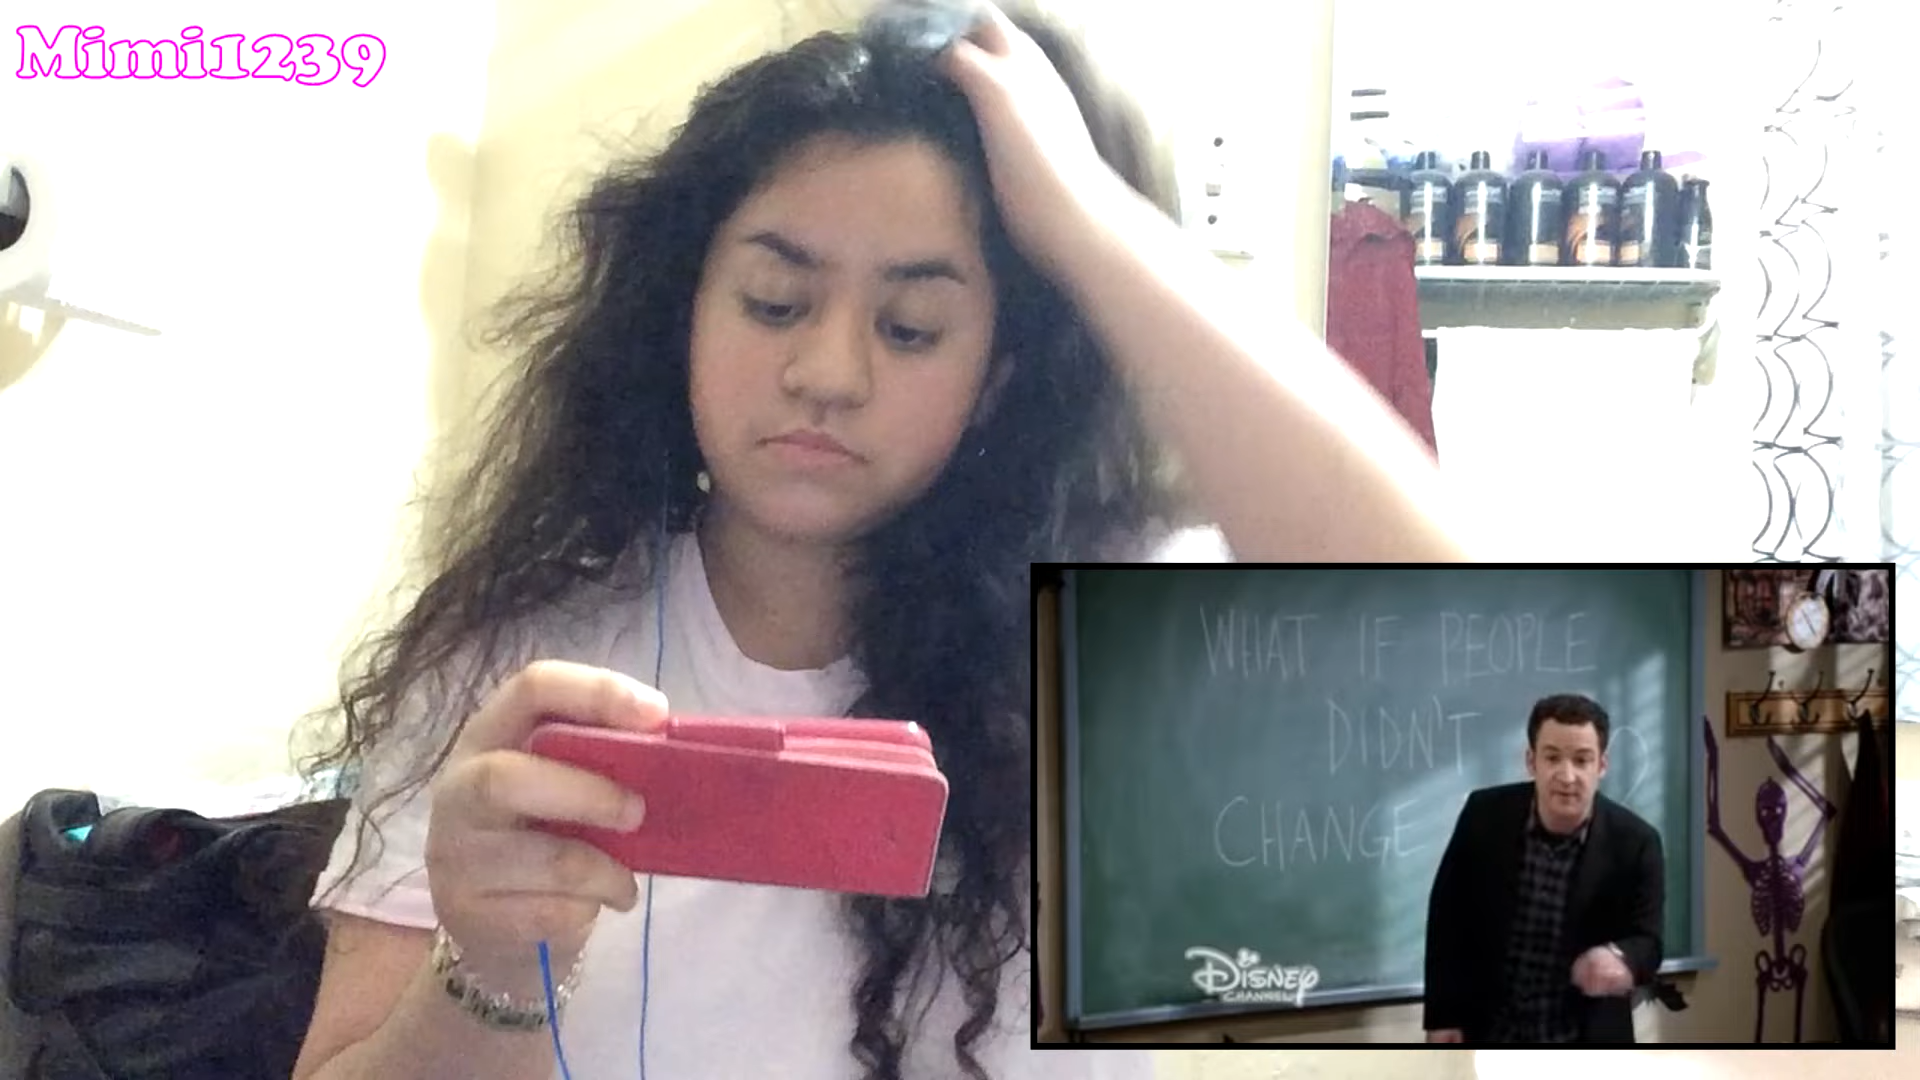 Mimi1239
WHAT IF PEOPLE
DIDN'T
CHANGE ?
Disney
CHANNEL